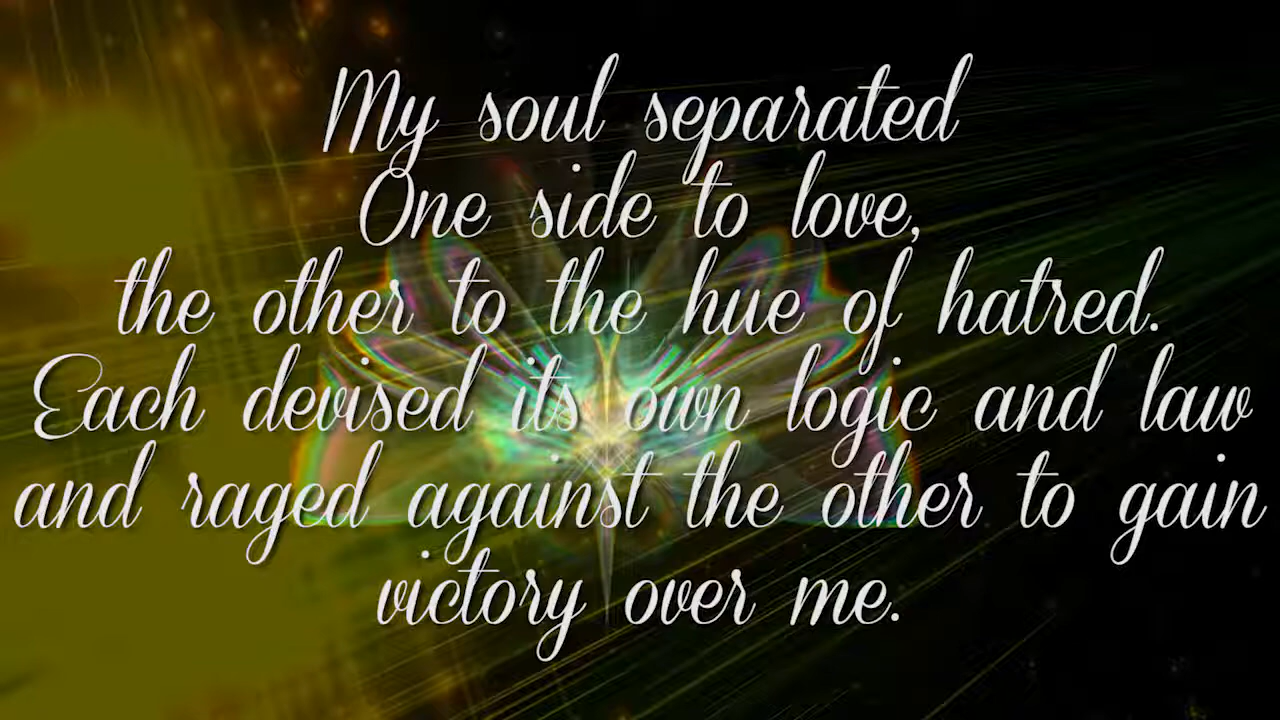 My soul separated
One side to love,
the other to the hue of hatred.
Each devised its own logic and law
and raged against the other to gain
victory over me.